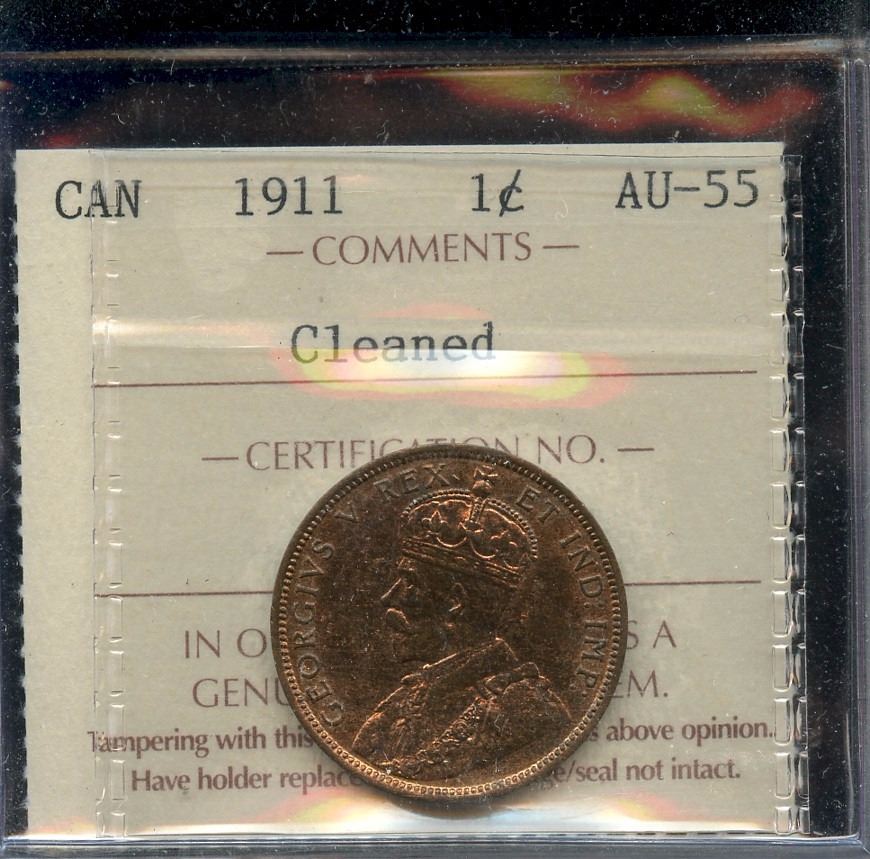 CAN 1911 1¢ AU-55
— COMMENTS —
Cleaned
— CERTIFICATION NO. —
IN O S A
GENU EM.
Tampering with this above opinion.
Have holder replace e/seal not intact.
GEORGIVS V REX ET IND: IMP: